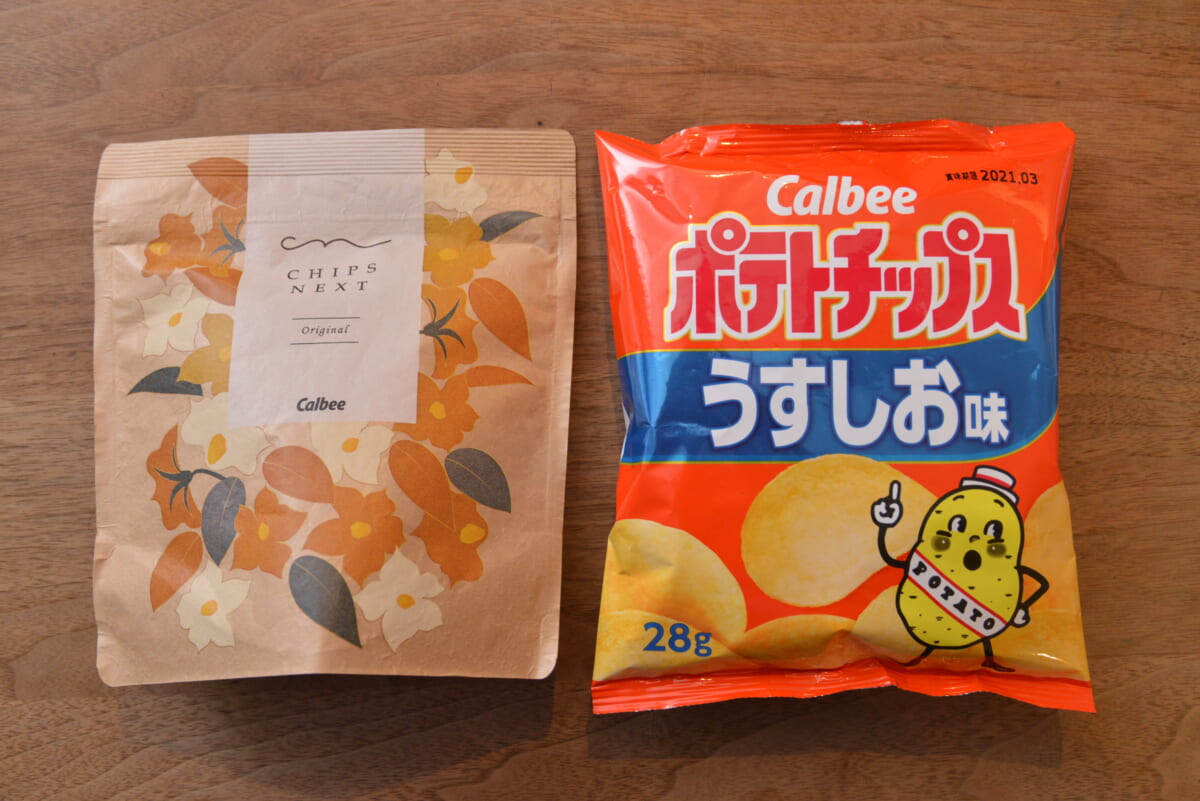 CHIPS
NEXT
Original
Calbee
賞味期限 2021.03
Calbee
ポテトチップス
うすしお味
POTATO
28g